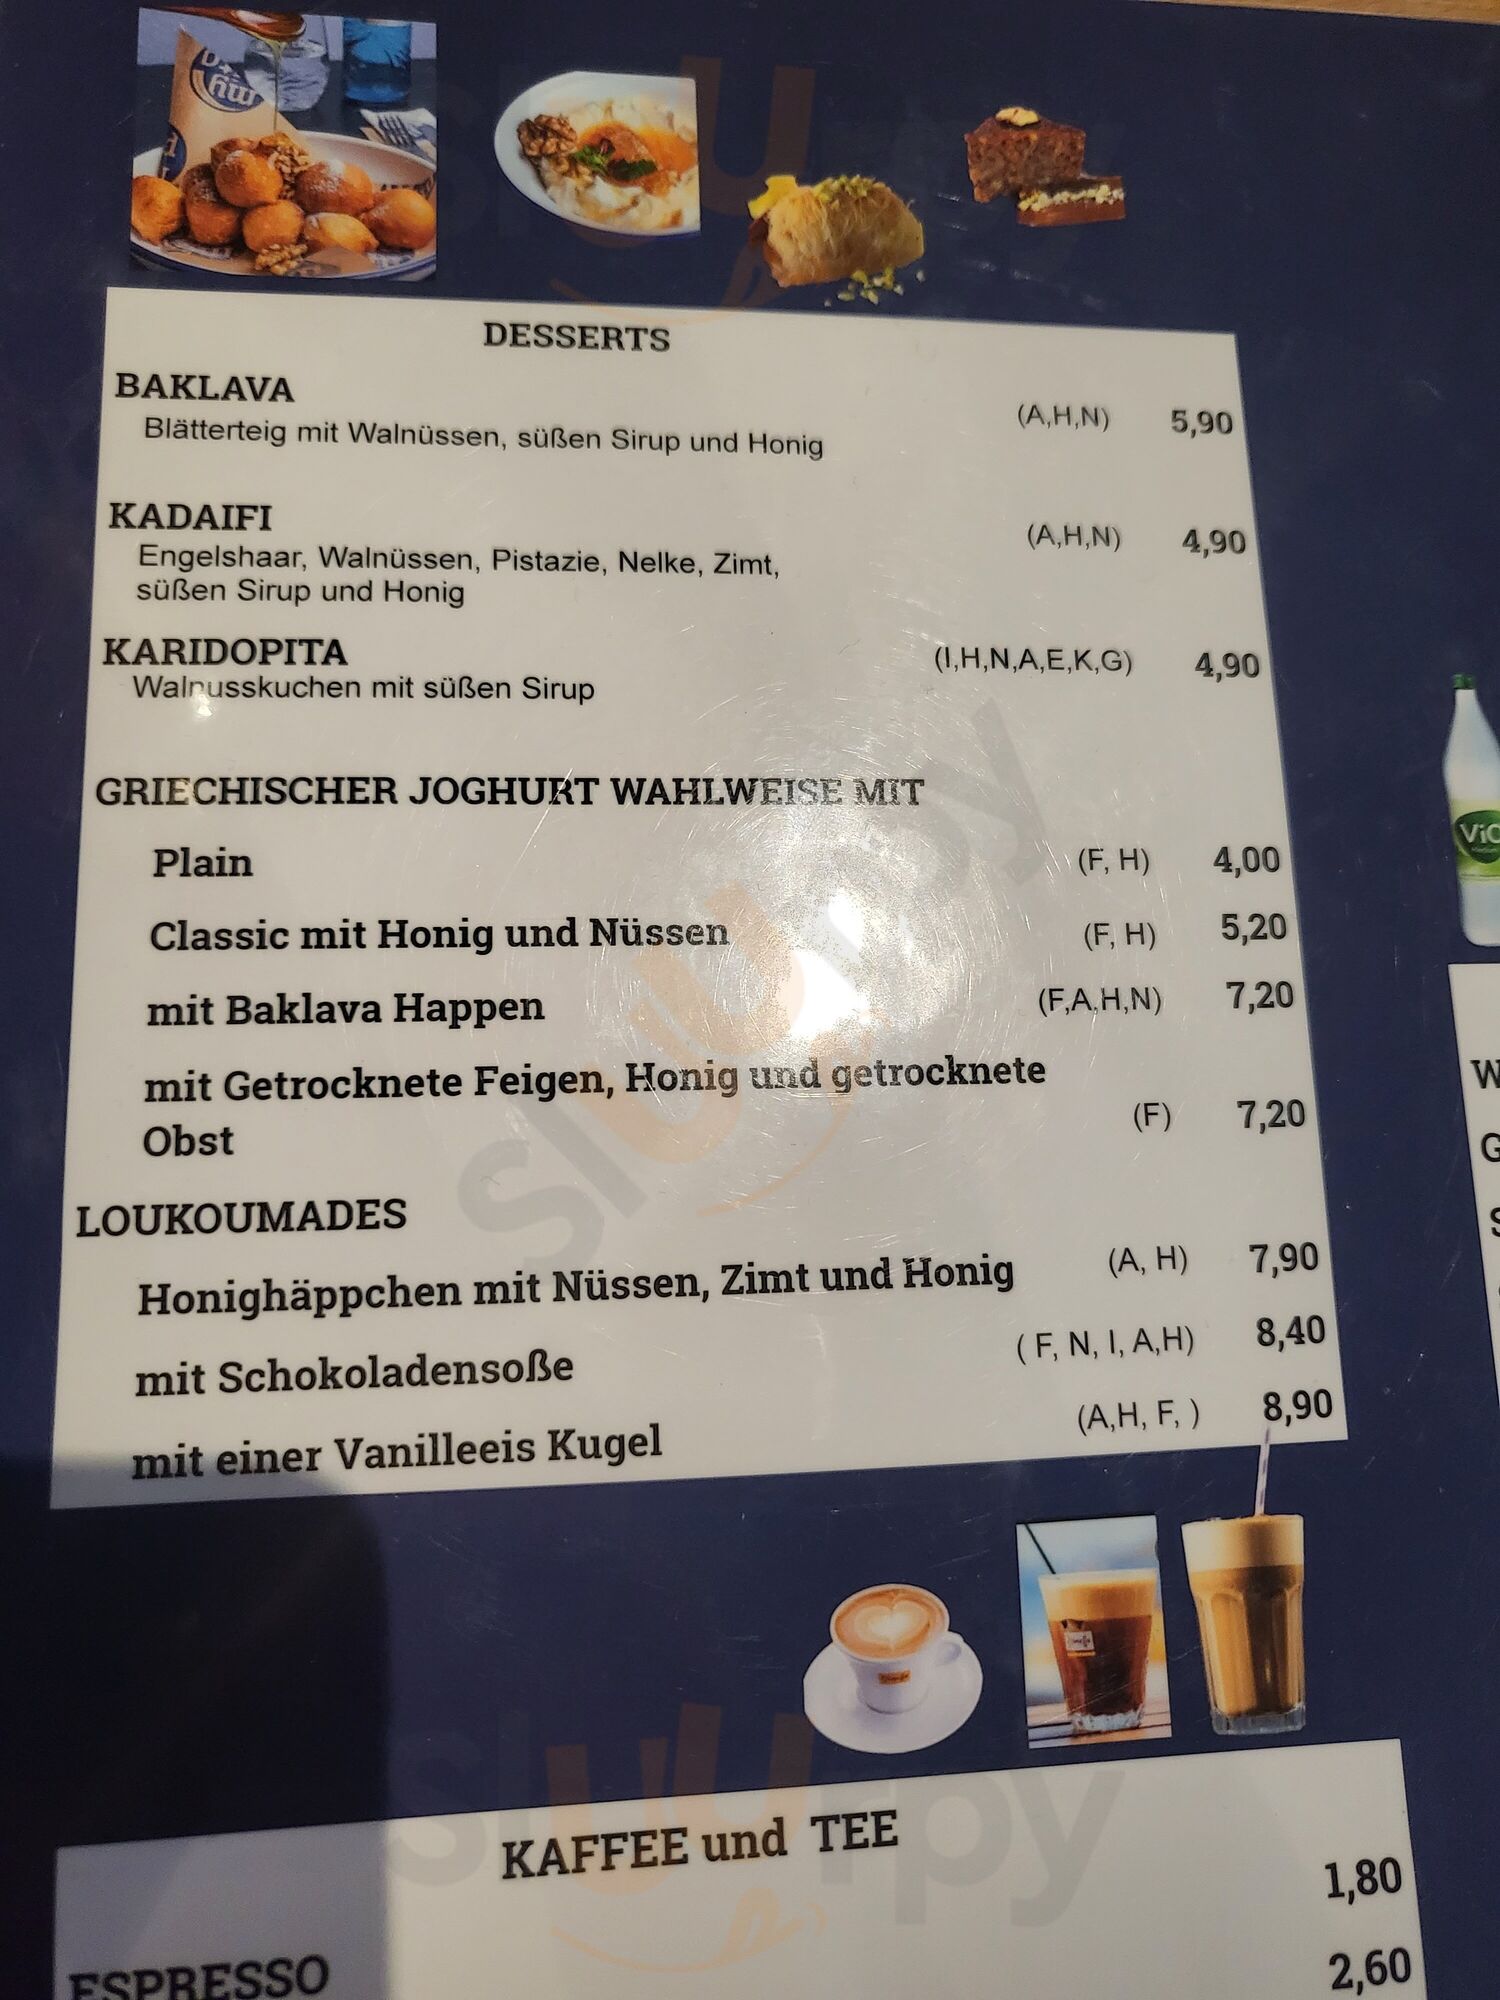 DESSERTS
BAKLAVA
Blätterteig mit Walnüssen, süßen Sirup und Honig (A,H,N) 5,90
KADAIFI
Engelshaar, Walnüssen, Pistazie, Nelke, Zimt, (A,H,N) 4,90
süßen Sirup und Honig
KARIDOPITA (I,H,N,A,E,K,G) 4,90
Walnusskuchen mit süßen Sirup
GRIECHISCHER JOGHURT WAHLWEISE MIT
Plain (F, H) 4,00
Classic mit Honig und Nüssen (F, H) 5,20
mit Baklava Happen (F,A,H,N) 7,20
mit Getrocknete Feigen, Honig und getrocknete
Obst (F) 7,20
LOUKOUMADES
Honighäppchen mit Nüssen, Zimt und Honig (A, H) 7,90
mit Schokoladensoße ( F, N, I, A,H) 8,40
mit einer Vanilleeis Kugel (A,H, F, ) 8,90
KAFFEE und TEE
1,80
ESPRESSO 2,60
sluurpy
sluurpy